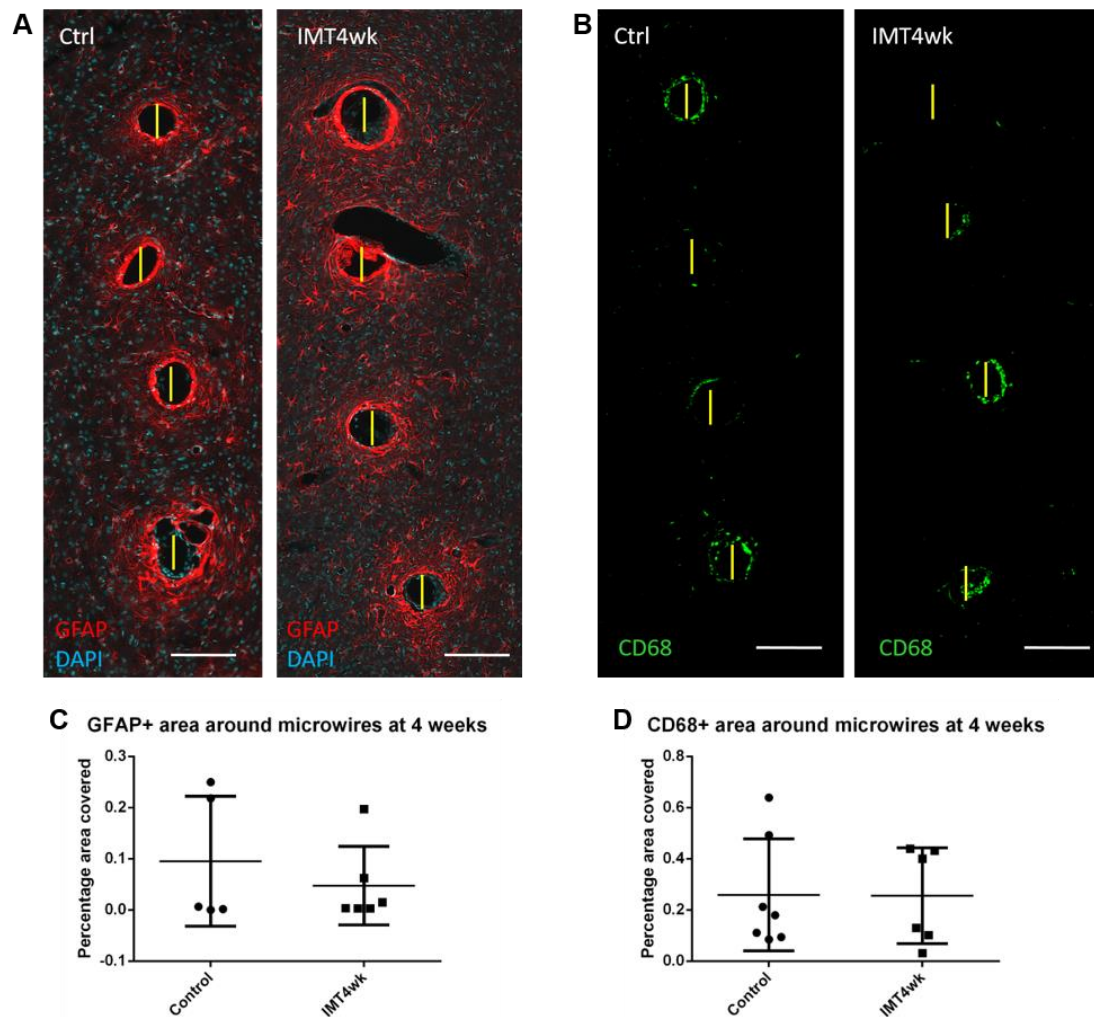 A
Ctrl
IMT4wk
GFAP
DAPI
GFAP
DAPI
B
Ctrl
IMT4wk
CD68
CD68
C
GFAP+ area around microwires at 4 weeks
Percentage area covered
0.3
0.2
0.1
0.0
-0.1
Control
IMT4wk
D
CD68+ area around microwires at 4 weeks
Percentage area covered
0.8
0.6
0.4
0.2
0.0
Control
IMT4wk